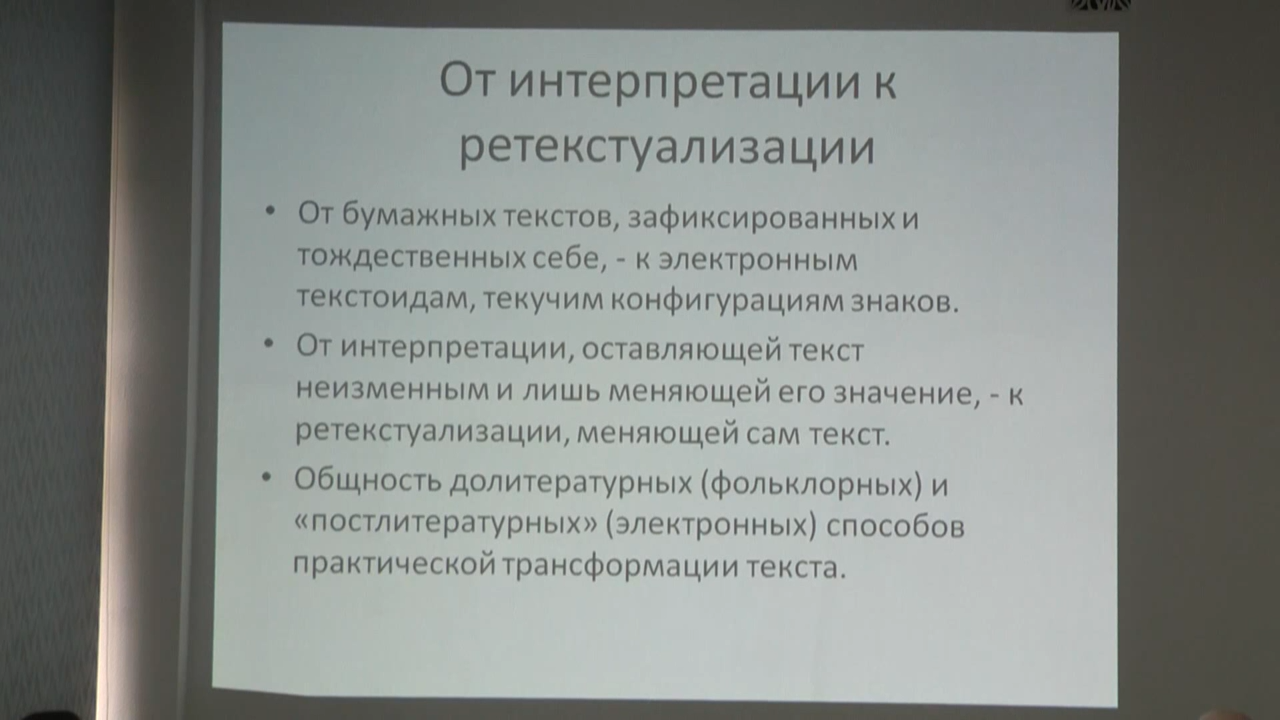 От интерпретации к
ретекстуализации
• От бумажных текстов, зафиксированных и
тождественных себе, - к электронным
текстоидам, текучим конфигурациям знаков.
• От интерпретации, оставляющей текст
неизменным и лишь меняющей его значение, - к
ретекстуализации, меняющей сам текст.
• Общность долитературных (фольклорных) и
«постлитературных» (электронных) способов
практической трансформации текста.